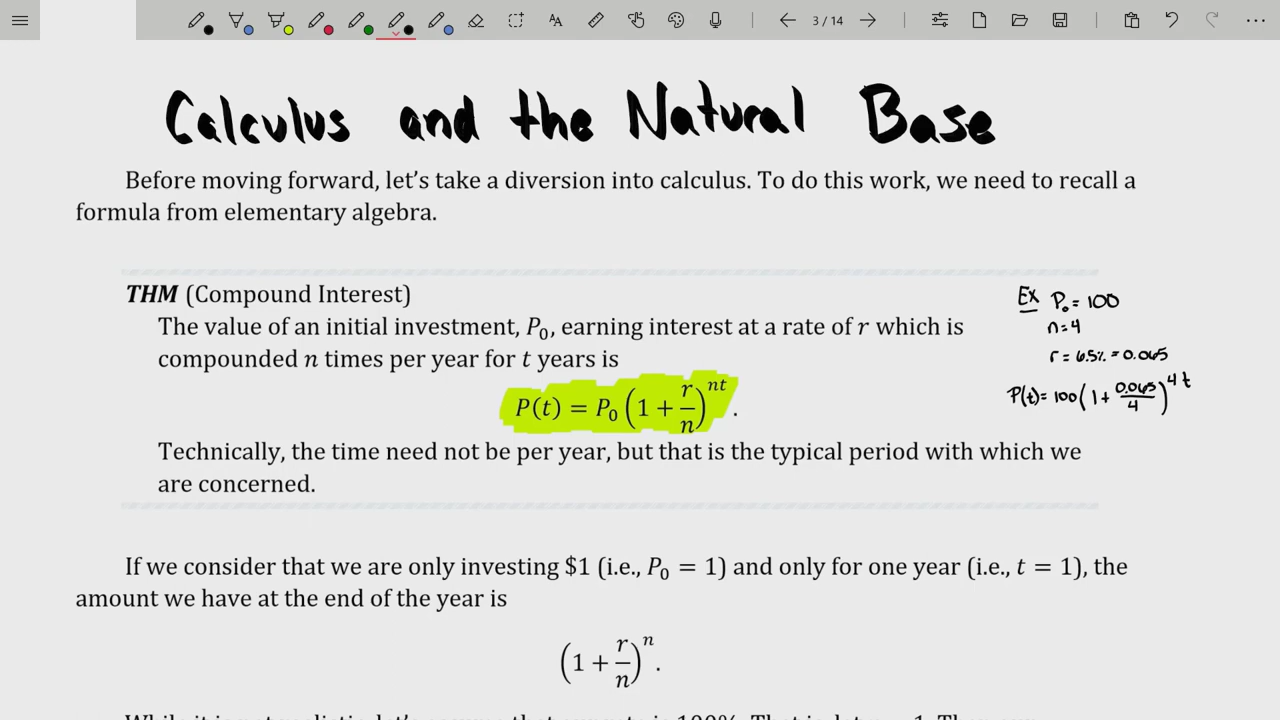 3 / 14
Calculus and the Natural Base
Before moving forward, let's take a diversion into calculus. To do this work, we need to recall a
formula from elementary algebra.
THM (Compound Interest)
The value of an initial investment, P₀, earning interest at a rate of r which is
compounded n times per year for t years is
P(t) = P₀ (1 + r/n)^{nt}.
Technically, the time need not be per year, but that is the typical period with which we
are concerned.
Ex P₀ = 100
n=4
r = 6.5% = 0.065
P(t) = 100 (1 + 0.065/4)^{4t}
If we consider that we are only investing $1 (i.e., P₀ = 1) and only for one year (i.e., t = 1), the
amount we have at the end of the year is
(1 + r/n)^n.